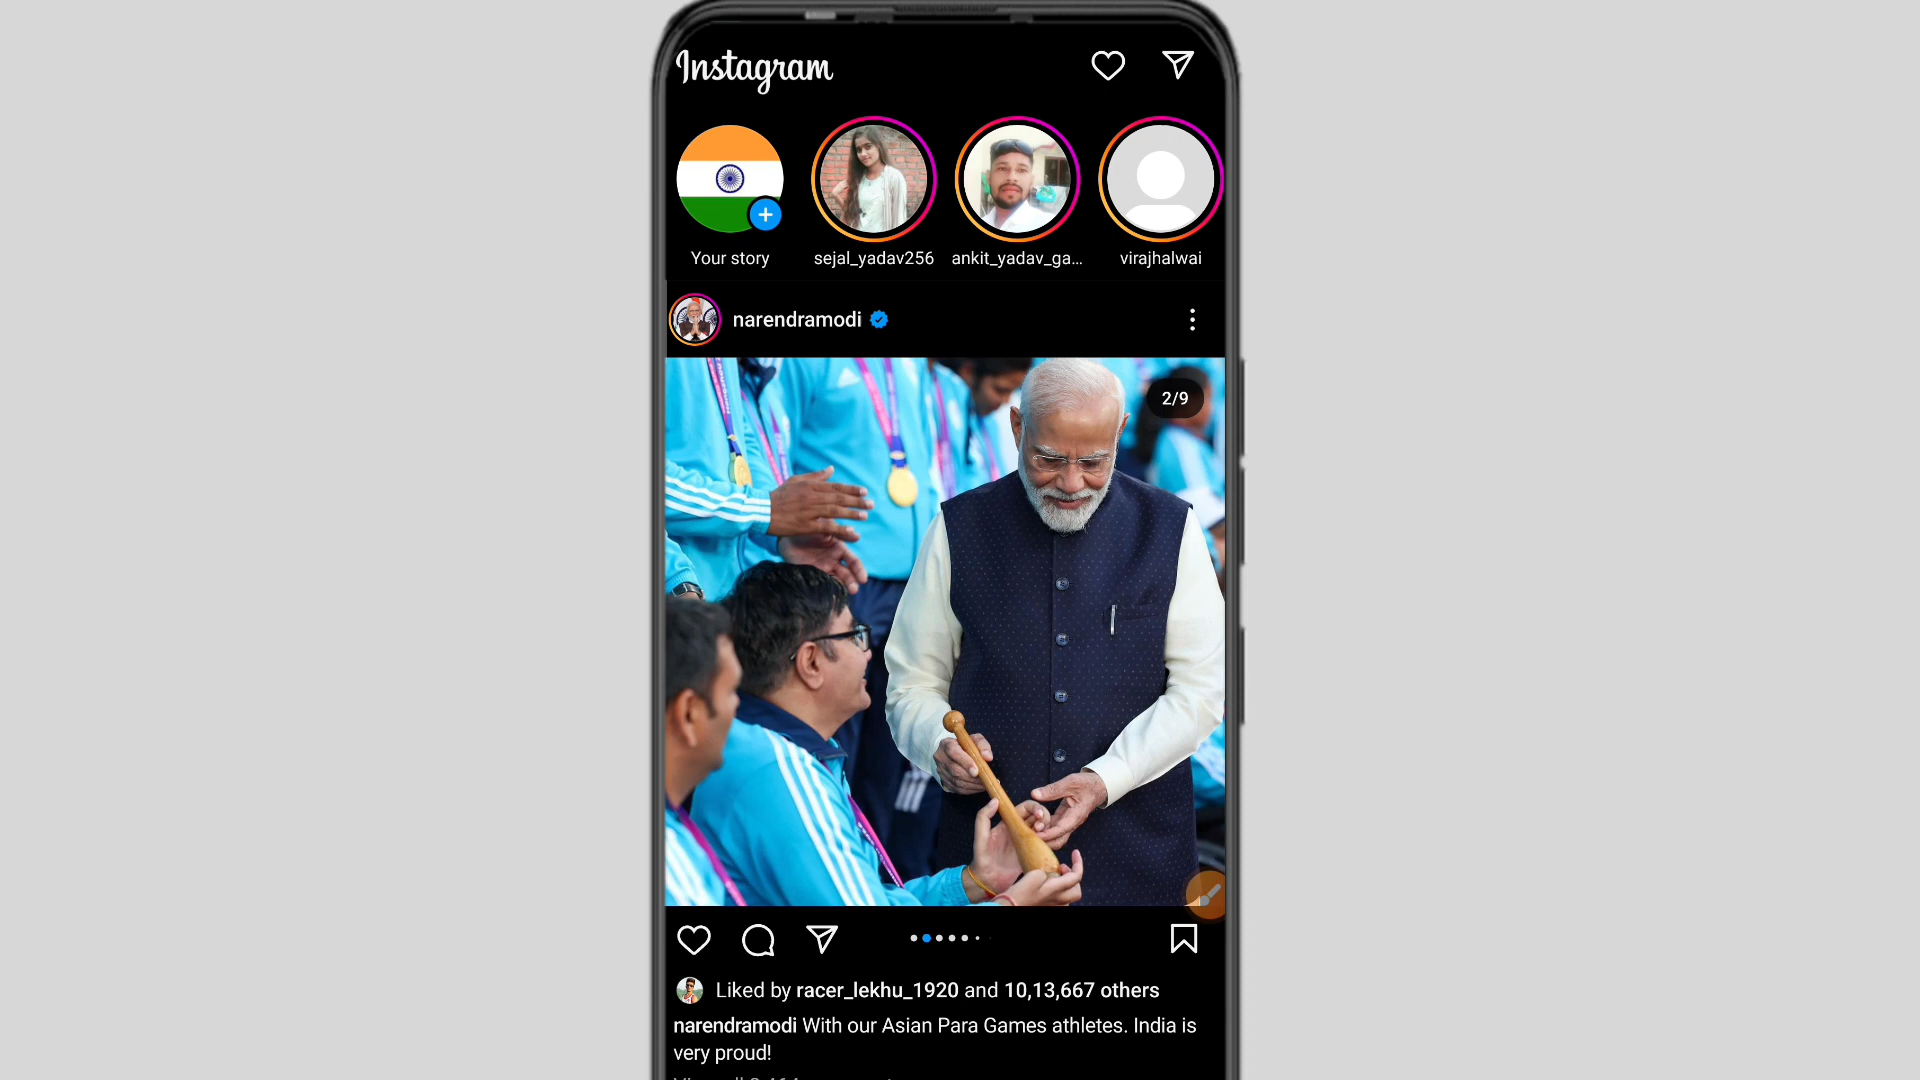 Instagram
Your story
sejal_yadav256
ankit_yadav_ga...
virajhalwai
narendramodi
2/9
Liked by racer_lekhu_1920 and 10,13,667 others
narendramodi With our Asian Para Games athletes. India is
very proud!